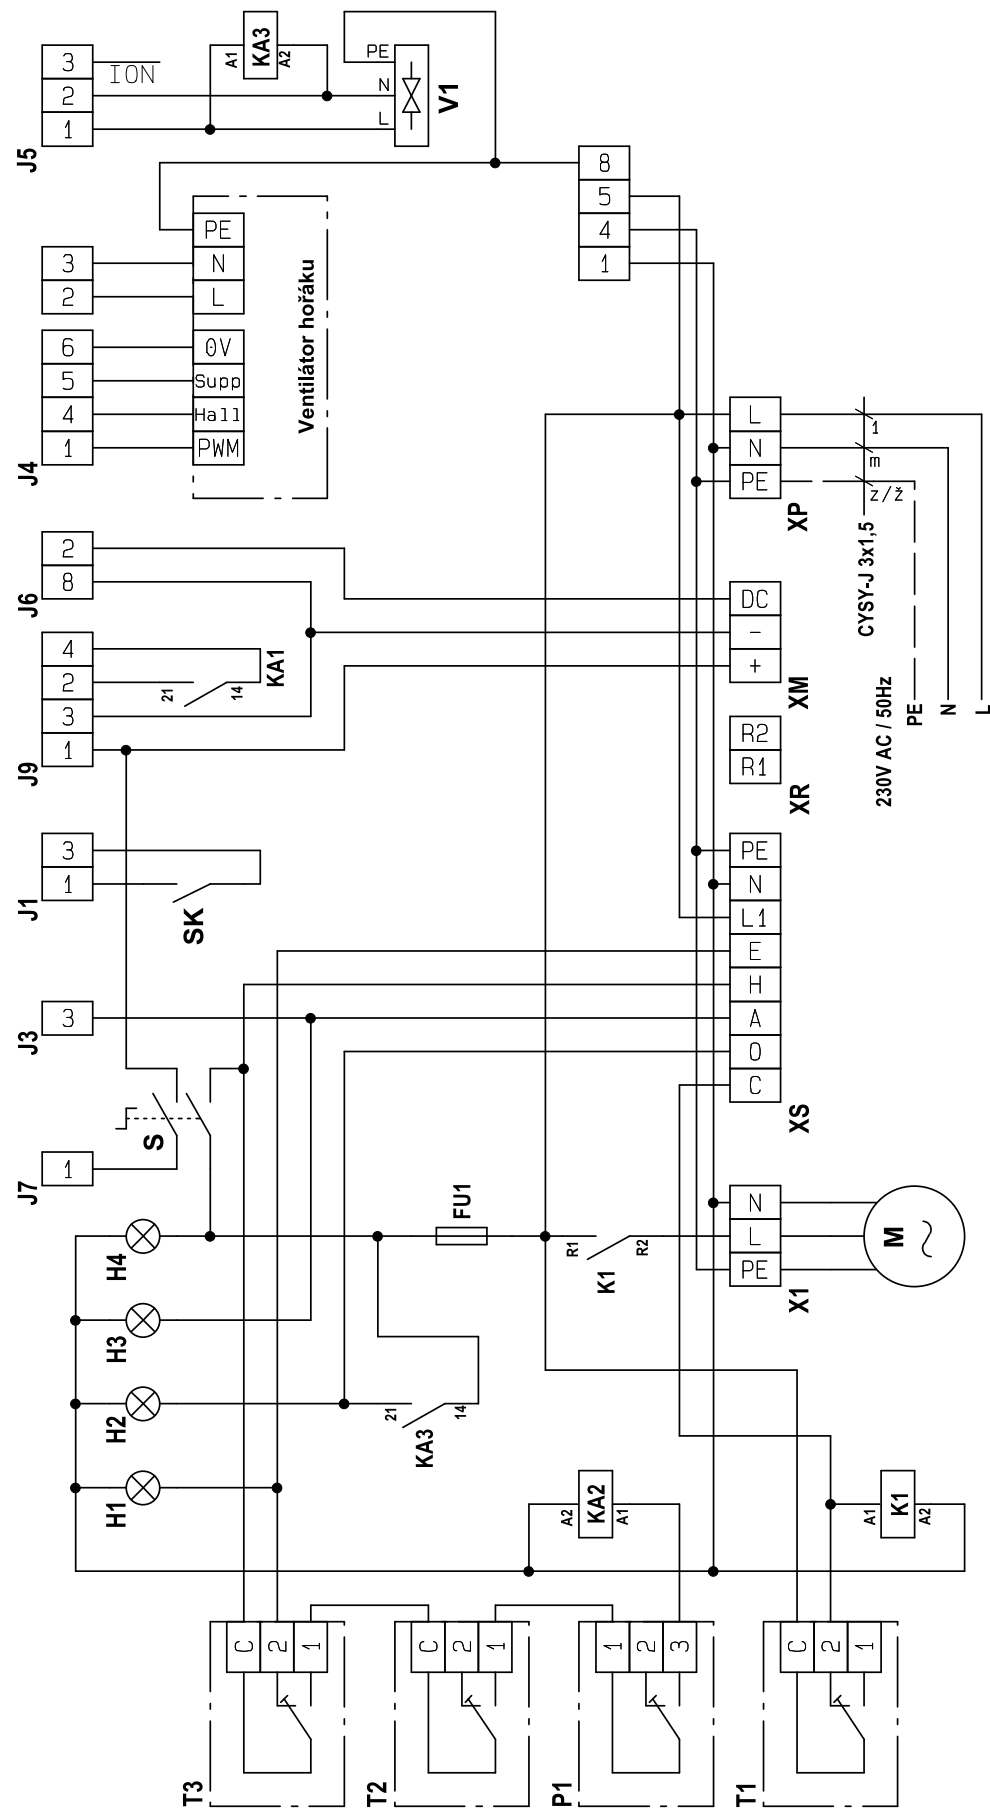 J5
3
2
1
ION
A1
KA3
A2
PE
N
L
V1
8
5
4
1
J4
3
2
6
5
4
1
PE
N
L
0V
Supp
Hall
PWM
Ventilátor hořáku
L
N
PE
XP
1
m
z/ž
CYSY-J 3x1,5
J6
2
8
J9
4
2
3
1
21
14
KA1
DC
-
+
XM
R2
R1
XR
230V AC / 50Hz
PE
N
L
J1
3
1
SK
PE
N
L1
E
H
A
O
C
XS
J3
3
S
J7
1
H4
H3
H2
H1
FU1
R1
R2
K1
N
L
PE
X1
M
21
14
KA3
A2
KA2
A1
A1
K1
A2
T3
C
2
1
T2
C
2
1
P1
1
2
3
T1
C
2
1